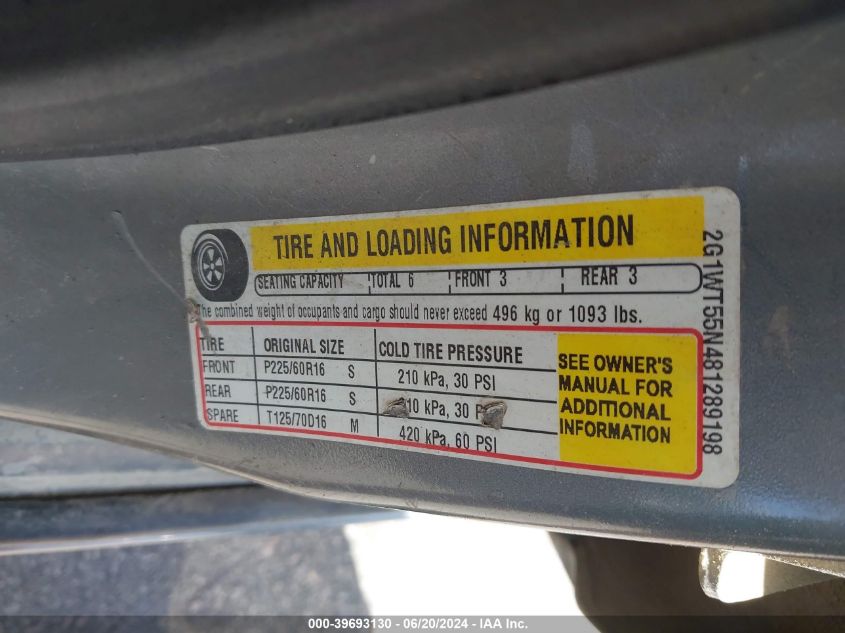 TIRE AND LOADING INFORMATION
SEATING CAPACITY TOTAL 6 FRONT 3 REAR 3
The combined weight of occupants and cargo should never exceed 496 kg or 1093 lbs.
TIRE ORIGINAL SIZE COLD TIRE PRESSURE
FRONT P225/60R16 S 210 kPa, 30 PSI
REAR P225/60R16 S 10 kPa, 30 P
SPARE T125/70D16 M 420 kPa, 60 PSI
SEE OWNER'S
MANUAL FOR
ADDITIONAL
INFORMATION
2G1WT55N481289198
000-39693130 - 06/20/2024 - IAA Inc.